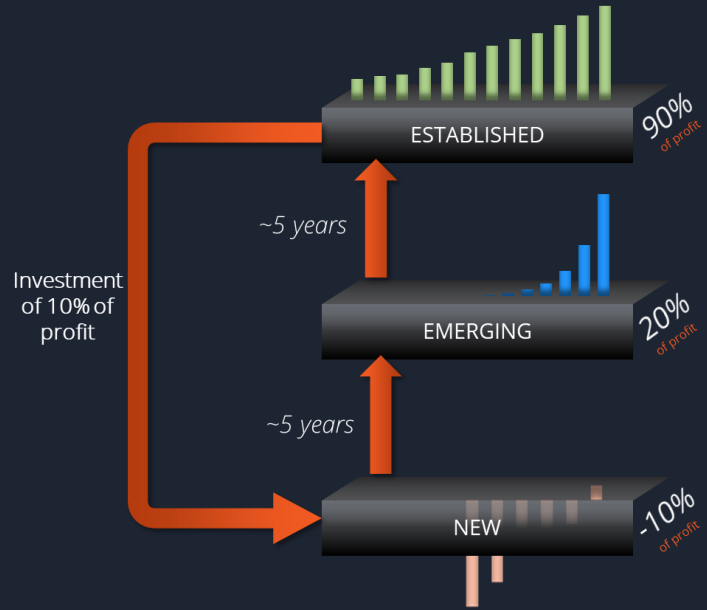 ESTABLISHED
90%
of profit
~5 years
Investment
of 10% of
profit
EMERGING
20%
of profit
~5 years
NEW
-10%
of profit